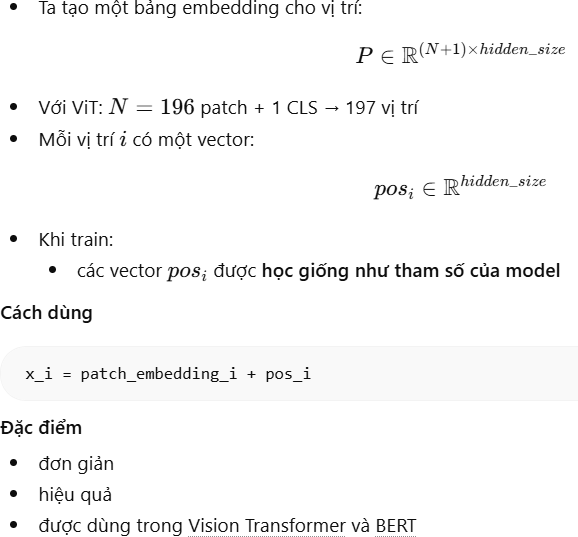 • Ta tạo một bảng embedding cho vị trí:
P ∈ ℝ^{(N+1)×hidden_size}
• Với ViT: N = 196 patch + 1 CLS → 197 vị trí
• Mỗi vị trí i có một vector:
pos_i ∈ ℝ^{hidden_size}
• Khi train:
• các vector pos_i được học giống như tham số của model
Cách dùng
x_i = patch_embedding_i + pos_i
Đặc điểm
• đơn giản
• hiệu quả
• được dùng trong Vision Transformer và BERT